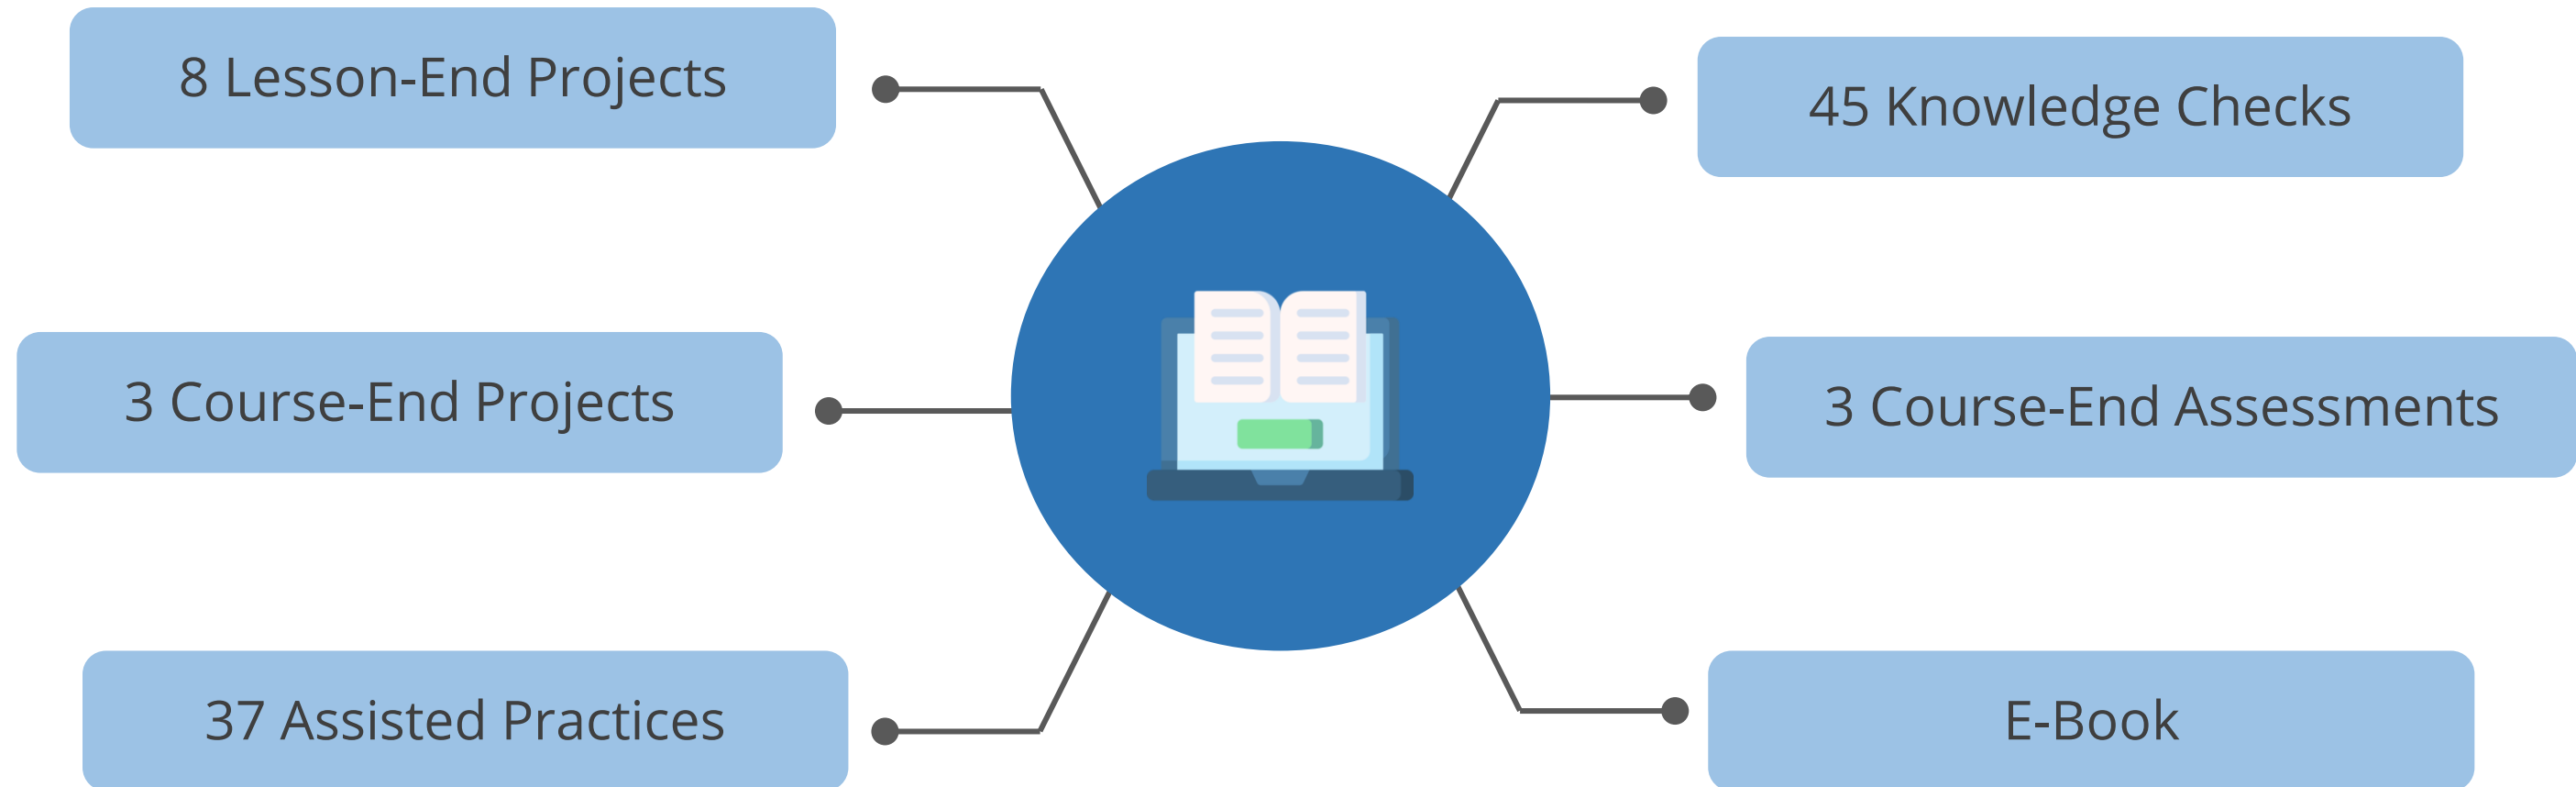 8 Lesson-End Projects
45 Knowledge Checks
3 Course-End Projects
3 Course-End Assessments
37 Assisted Practices
E-Book